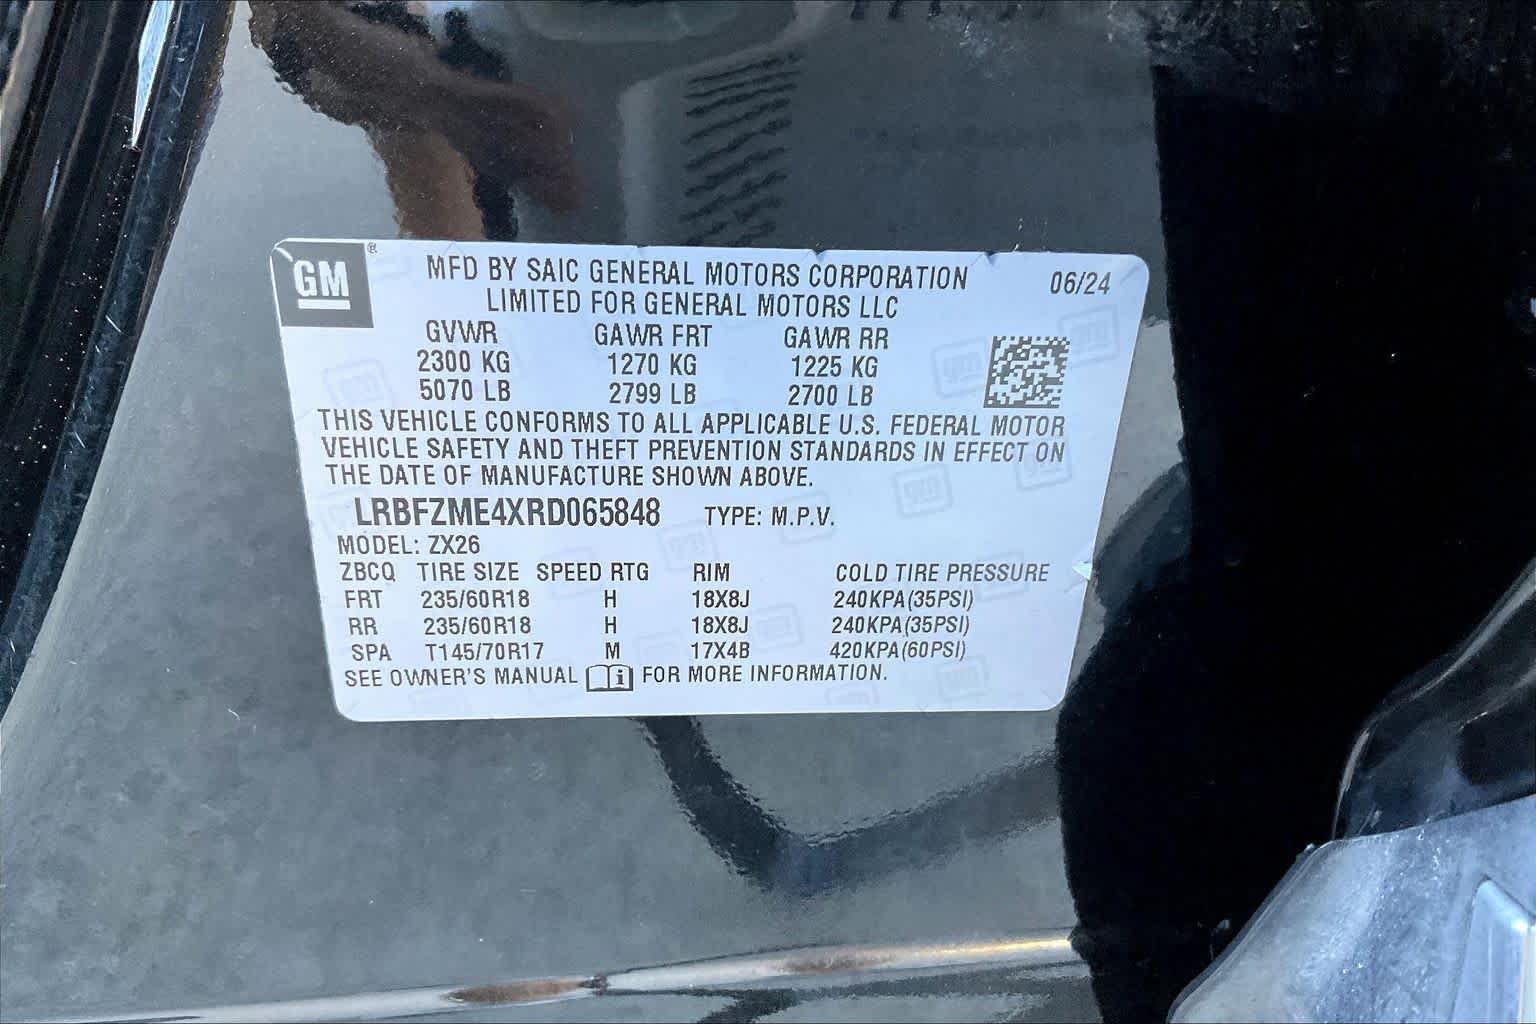 GM ®
MFD BY SAIC GENERAL MOTORS CORPORATION 06/24
LIMITED FOR GENERAL MOTORS LLC
GVWR GAWR FRT GAWR RR
2300 KG 1270 KG 1225 KG
5070 LB 2799 LB 2700 LB
THIS VEHICLE CONFORMS TO ALL APPLICABLE U.S. FEDERAL MOTOR
VEHICLE SAFETY AND THEFT PREVENTION STANDARDS IN EFFECT ON
THE DATE OF MANUFACTURE SHOWN ABOVE.
LRBFZME4XRD065848 TYPE: M.P.V.
MODEL: ZX26
ZBCQ TIRE SIZE SPEED RTG RIM COLD TIRE PRESSURE
FRT 235/60R18 H 18X8J 240KPA(35PSI)
RR 235/60R18 H 18X8J 240KPA(35PSI)
SPA T145/70R17 M 17X4B 420KPA(60PSI)
SEE OWNER'S MANUAL i FOR MORE INFORMATION.